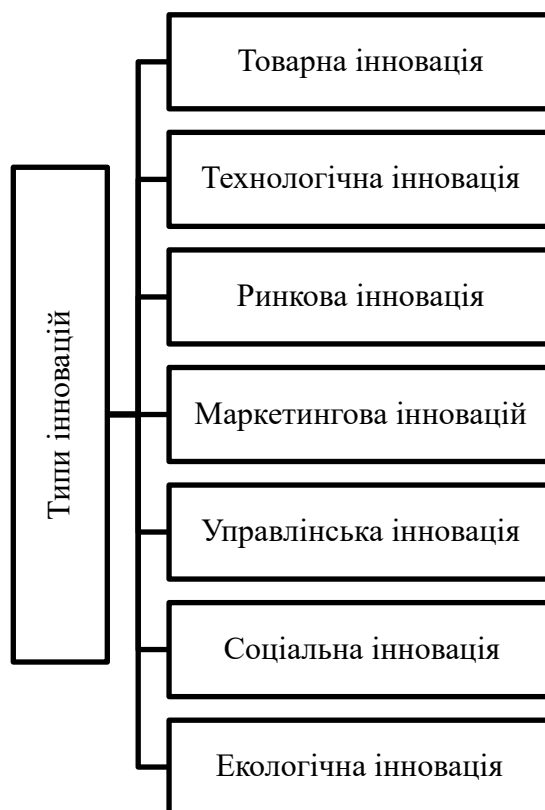 Типи інновацій
Товарна інновація
Технологічна інновація
Ринкова інновація
Маркетингова інновацій
Управлінська інновація
Соціальна інновація
Екологічна інновація